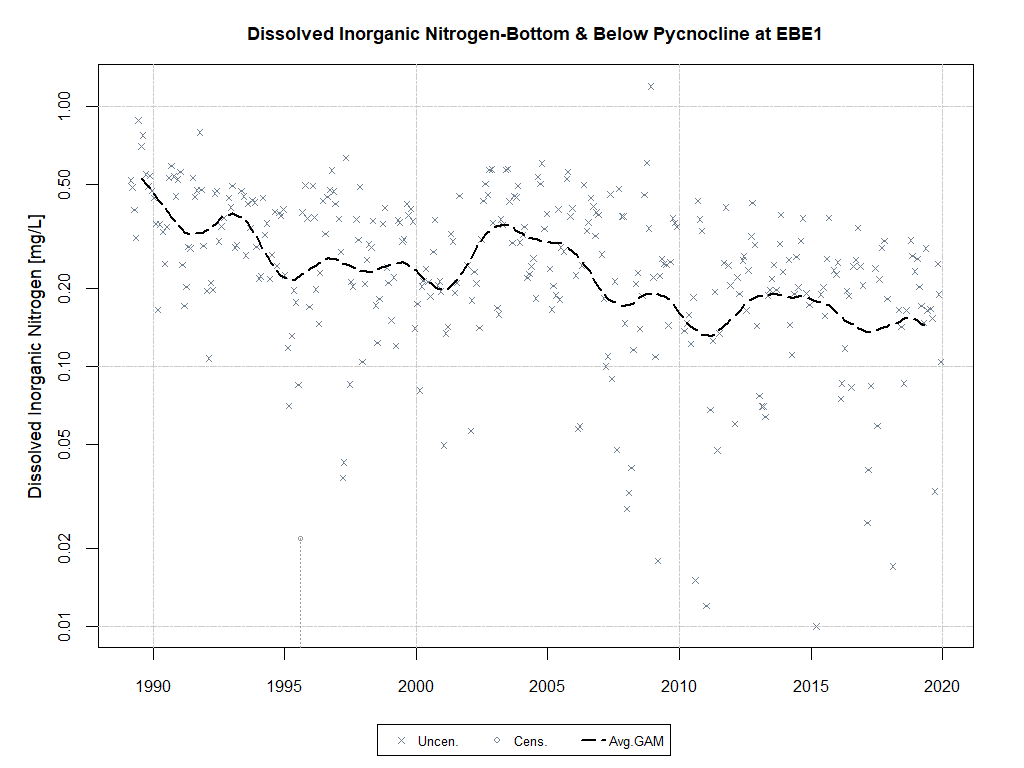 Dissolved Inorganic Nitrogen-Bottom & Below Pycnocline at EBE1
Dissolved Inorganic Nitrogen [mg/L]
1.00
0.50
0.20
0.10
0.05
0.02
0.01
1990 1995 2000 2005 2010 2015 2020
Uncen. Cens. Avg.GAM